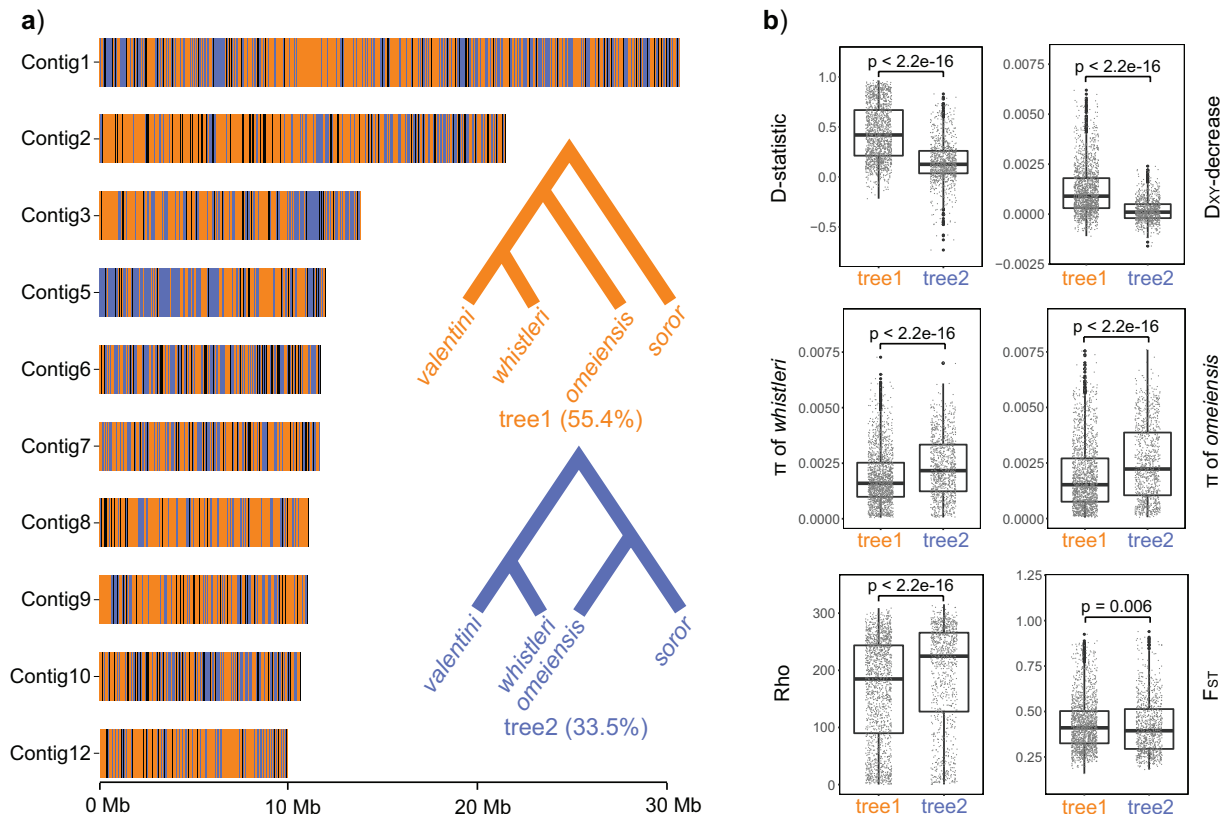 a)
Contig1
Contig2
Contig3
Contig5
Contig6
Contig7
Contig8
Contig9
Contig10
Contig12
0 Mb
10 Mb
20 Mb
30 Mb
valentini
whistleri
omeiensis
soror
tree1 (55.4%)
valentini
whistleri
omeiensis
soror
tree2 (33.5%)
b)
D-statistic
1.0
0.5
0.0
−0.5
p < 2.2e-16
tree1
tree2
DXY-decrease
0.0075
0.0050
0.0025
0.0000
−0.0025
p < 2.2e-16
tree1
tree2
π of whistleri
0.0075
0.0050
0.0025
0.0000
p < 2.2e-16
tree1
tree2
π of omeiensis
0.0075
0.0050
0.0025
0.0000
p < 2.2e-16
tree1
tree2
Rho
300
200
100
0
p < 2.2e-16
tree1
tree2
FST
1.25
1.00
0.75
0.50
0.25
p = 0.006
tree1
tree2